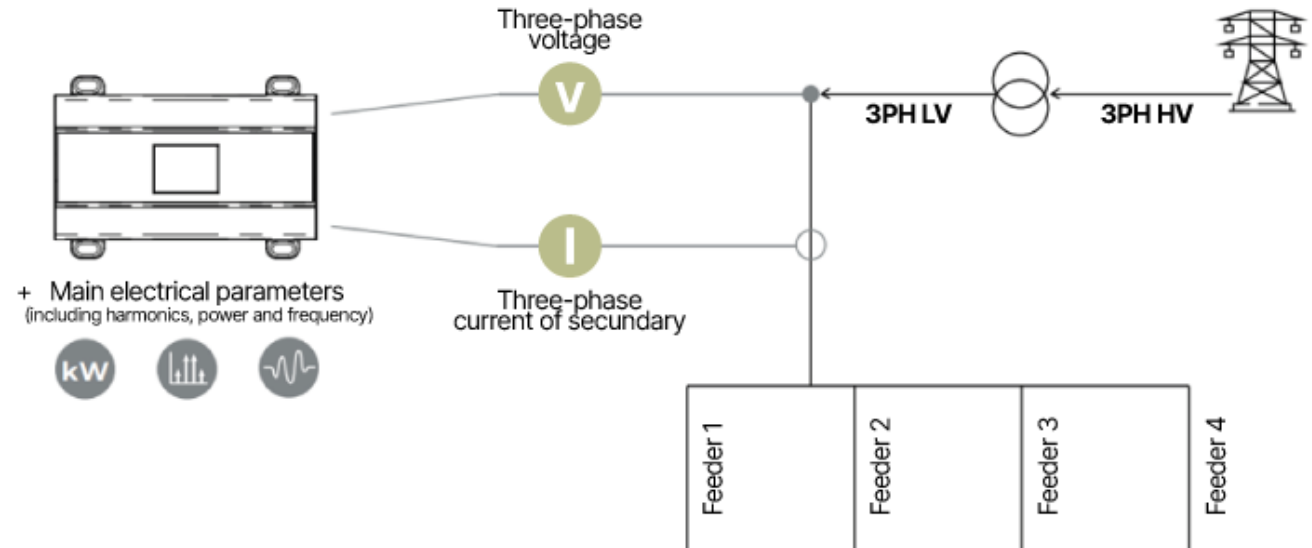 Three-phase
voltage
V
3PH LV
3PH HV
I
Three-phase
current of secundary
+ Main electrical parameters
(including harmonics, power and frequency)
kW
Feeder 1
Feeder 2
Feeder 3
Feeder 4